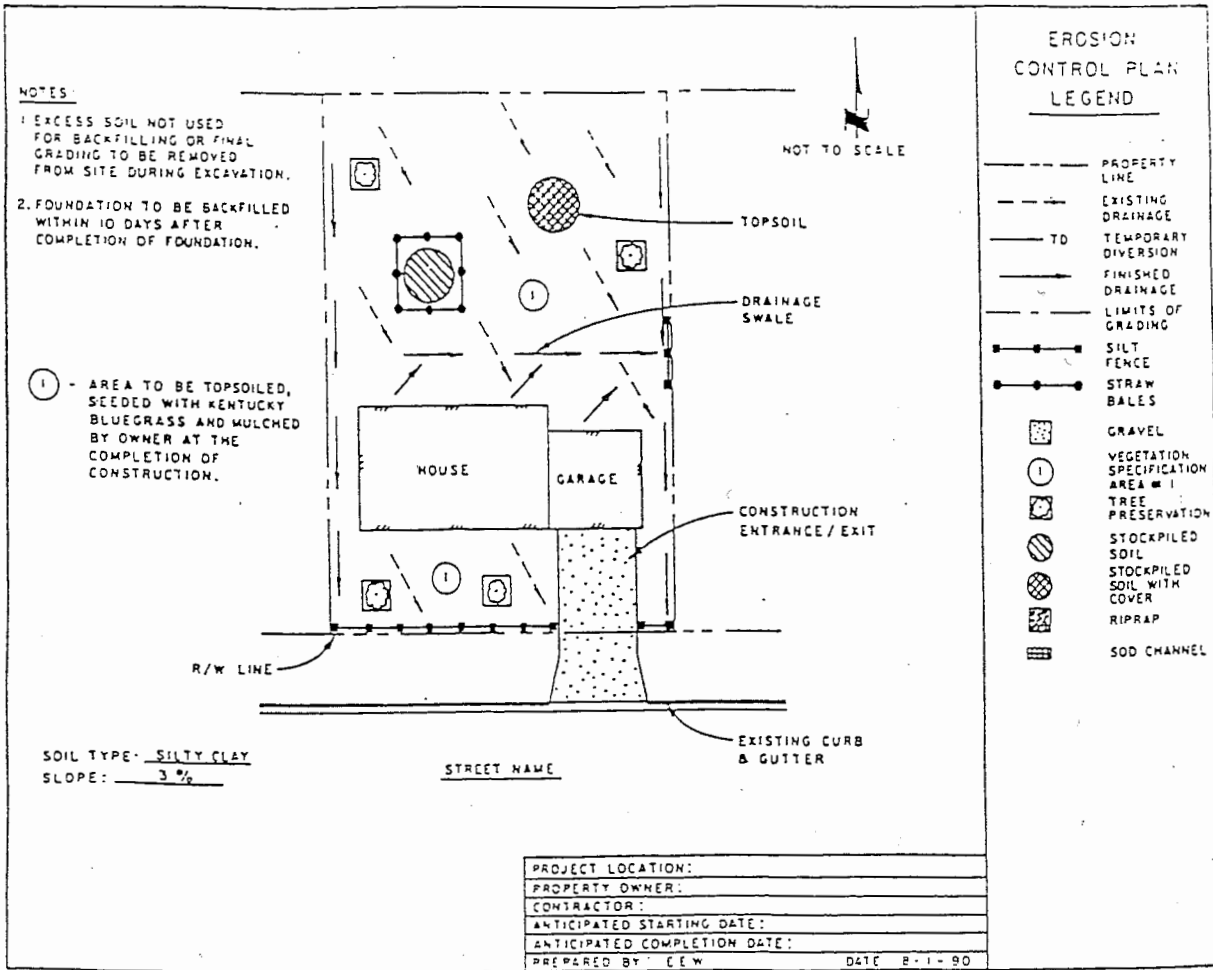 NOTES:
1 EXCESS SOIL NOT USED
FOR BACKFILLING OR FINAL
GRADING TO BE REMOVED
FROM SITE DURING EXCAVATION.
2. FOUNDATION TO BE BACKFILLED
WITHIN 10 DAYS AFTER
COMPLETION OF FOUNDATION.
1 - AREA TO BE TOPSOILED,
SEEDED WITH KENTUCKY
BLUEGRASS AND MULCHED
BY OWNER AT THE
COMPLETION OF
CONSTRUCTION.
NOT TO SCALE
TOPSOIL
1
DRAINAGE
SWALE
HOUSE
GARAGE
CONSTRUCTION
ENTRANCE / EXIT
1
R/W LINE
EXISTING CURB
& GUTTER
SOIL TYPE: SILTY CLAY
SLOPE: 3 %
STREET NAME
EROSION
CONTROL PLAN
LEGEND
PROPERTY
LINE
EXISTING
DRAINAGE
TD TEMPORARY
DIVERSION
FINISHED
DRAINAGE
LIMITS OF
GRADING
SILT
FENCE
STRAW
BALES
GRAVEL
1 VEGETATION
SPECIFICATION
AREA # 1
TREE
PRESERVATION
STOCKPILED
SOIL
STOCKPILED
SOIL WITH
COVER
RIPRAP
SOD CHANNEL
PROJECT LOCATION:
PROPERTY OWNER:
CONTRACTOR:
ANTICIPATED STARTING DATE:
ANTICIPATED COMPLETION DATE:
PREPARED BY: EEW DATE 8-1-90